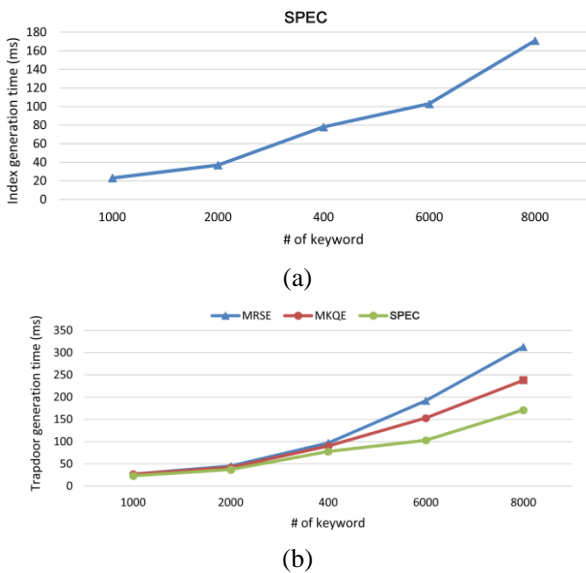 SPEC
Index generation time (ms)
180
160
140
120
100
80
60
40
20
0
1000 2000 400 6000 8000
# of keyword
(a)
MRSE MKQE SPEC
Trapdoor generation time (ms)
350
300
250
200
150
100
50
0
1000 2000 400 6000 8000
# of keyword
(b)